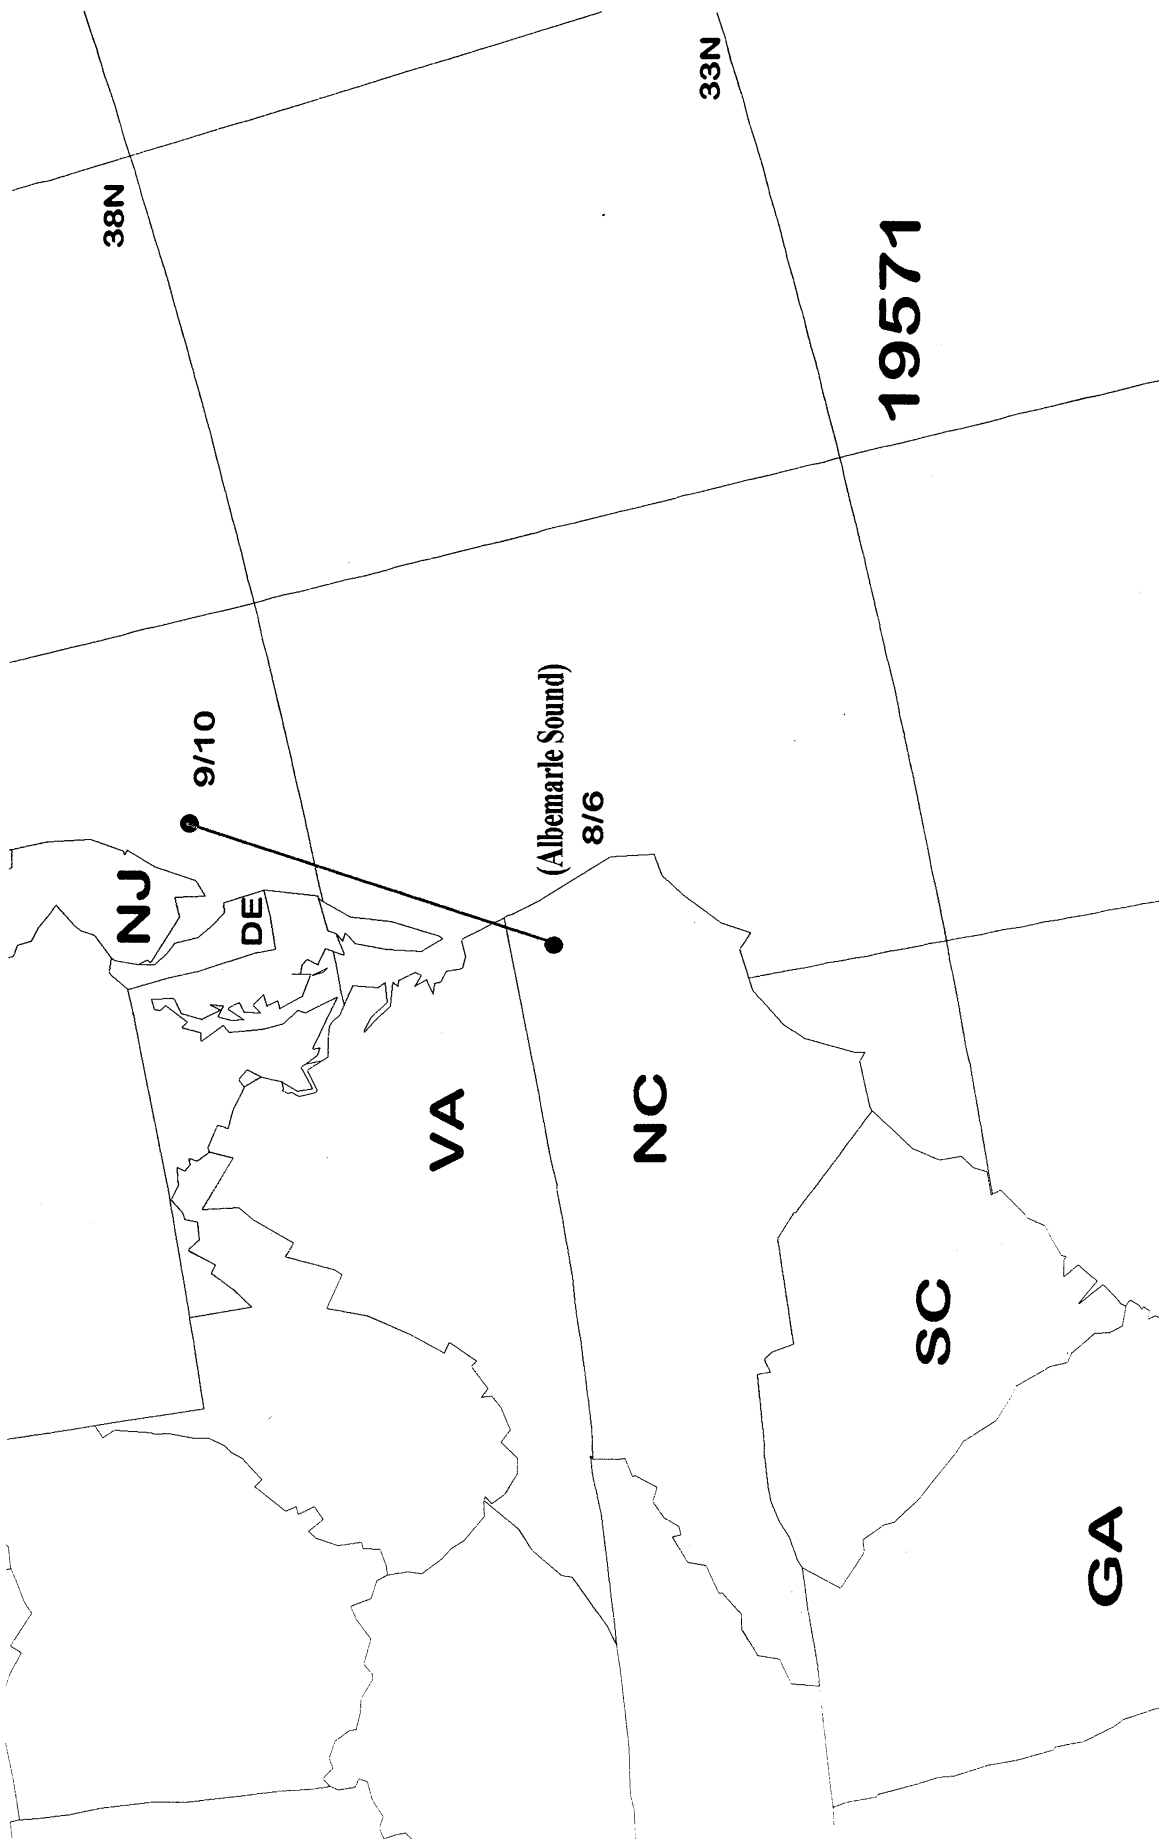 38N
33N
19571
9/10
(Albemarle Sound)
8/6
NJ
DE
VA
NC
SC
GA